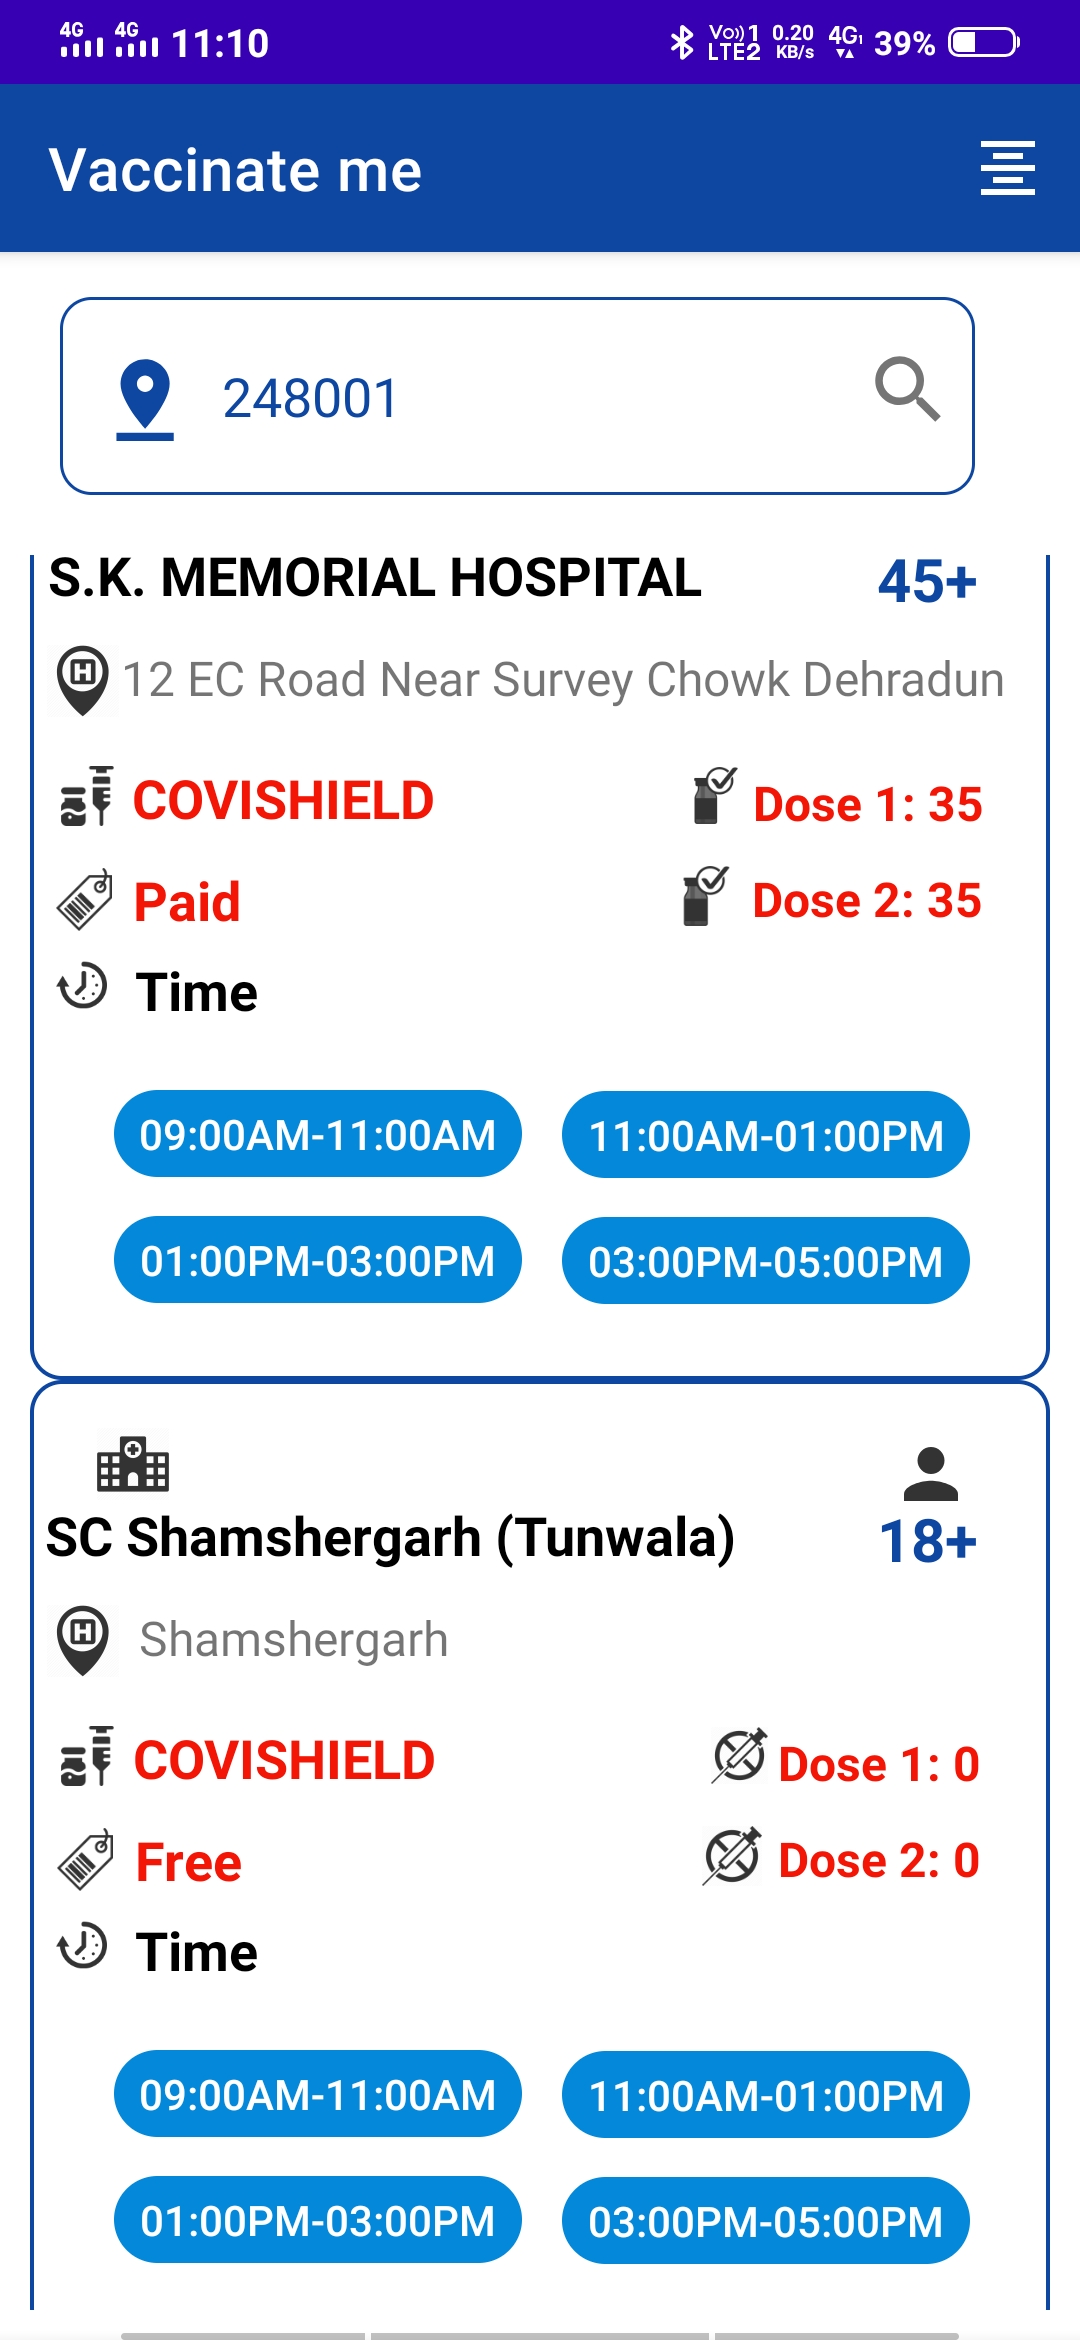 4G 4G 11:10 Vo)) 1 LTE2 0.20 KB/s 4G1 39%
Vaccinate me
248001
S.K. MEMORIAL HOSPITAL 45+
H 12 EC Road Near Survey Chowk Dehradun
COVISHIELD Dose 1: 35
Paid Dose 2: 35
Time
09:00AM-11:00AM 11:00AM-01:00PM
01:00PM-03:00PM 03:00PM-05:00PM
SC Shamshergarh (Tunwala) 18+
H Shamshergarh
COVISHIELD Dose 1: 0
Free Dose 2: 0
Time
09:00AM-11:00AM 11:00AM-01:00PM
01:00PM-03:00PM 03:00PM-05:00PM